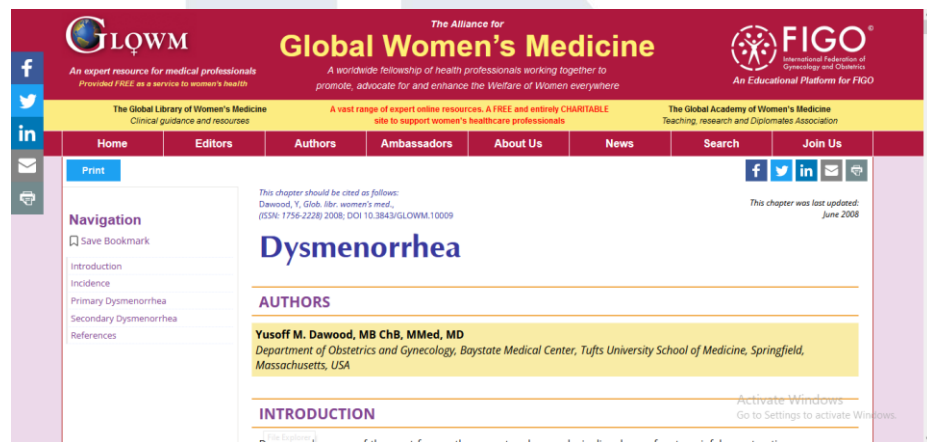 GLOWM
An expert resource for medical professionals
Provided FREE as a service to women's health
The Alliance for
Global Women's Medicine
A worldwide fellowship of health professionals working together to
promote, advocate for and enhance the Welfare of Women everywhere
FIGO®
International Federation of
Gynecology and Obstetrics
An Educational Platform for FIGO
The Global Library of Women's Medicine
Clinical guidance and resourses
A vast range of expert online resources. A FREE and entirely CHARITABLE
site to support women's healthcare professionals
The Global Academy of Women's Medicine
Teaching, research and Diplomates Association
Home Editors Authors Ambassadors About Us News Search Join Us
Print
Navigation
Save Bookmark
Introduction
Incidence
Primary Dysmenorrhea
Secondary Dysmenorrhea
References
This chapter should be cited as follows:
Dawood, Y, Glob. libr. women's med.,
(ISSN: 1756-2228) 2008; DOI 10.3843/GLOWM.10009
This chapter was last updated:
June 2008
Dysmenorrhea
AUTHORS
Yusoff M. Dawood, MB ChB, MMed, MD
Department of Obstetrics and Gynecology, Baystate Medical Center, Tufts University School of Medicine, Springfield,
Massachusetts, USA
INTRODUCTION
Activate Windows
Go to Settings to activate Windows.
File Explorer